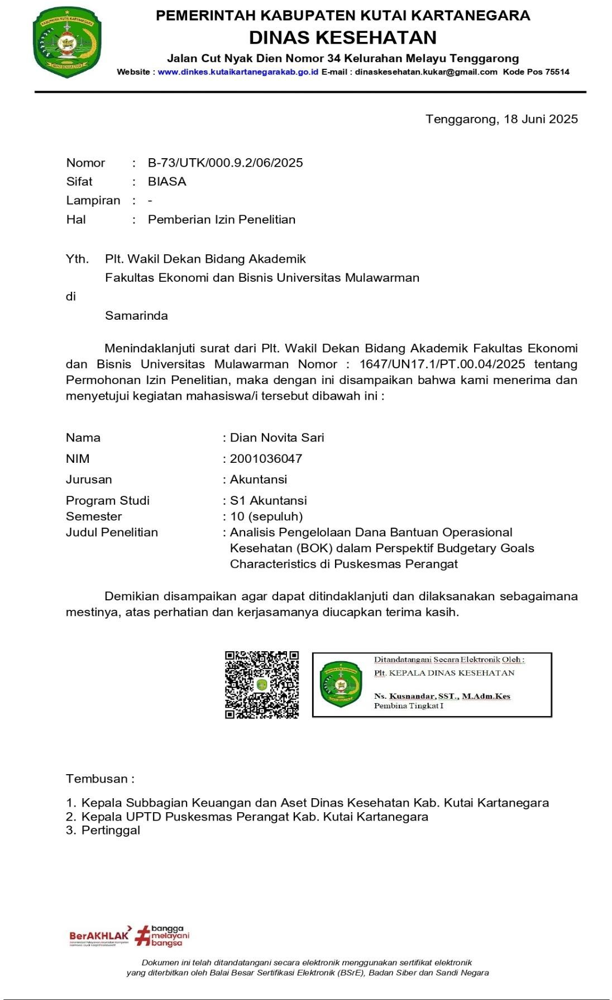 KABUPATEN KUTAI KARTANEGARA
PEMERINTAH KABUPATEN KUTAI KARTANEGARA
DINAS KESEHATAN
Jalan Cut Nyak Dien Nomor 34 Kelurahan Melayu Tenggarong
Website : www.dinkes.kutaikartanegarakab.go.id E-mail : dinaskesehatan.kukar@gmail.com Kode Pos 75514
Tenggarong, 18 Juni 2025
Nomor : B-73/UTK/000.9.2/06/2025
Sifat : BIASA
Lampiran : -
Hal : Pemberian Izin Penelitian
Yth. Plt. Wakil Dekan Bidang Akademik
Fakultas Ekonomi dan Bisnis Universitas Mulawarman
di
Samarinda
Menindaklanjuti surat dari Plt. Wakil Dekan Bidang Akademik Fakultas Ekonomi
dan Bisnis Universitas Mulawarman Nomor : 1647/UN17.1/PT.00.04/2025 tentang
Permohonan Izin Penelitian, maka dengan ini disampaikan bahwa kami menerima dan
menyetujui kegiatan mahasiswa/i tersebut dibawah ini :
Nama : Dian Novita Sari
NIM : 2001036047
Jurusan : Akuntansi
Program Studi : S1 Akuntansi
Semester : 10 (sepuluh)
Judul Penelitian : Analisis Pengelolaan Dana Bantuan Operasional
Kesehatan (BOK) dalam Perspektif Budgetary Goals
Characteristics di Puskesmas Perangat
Demikian disampaikan agar dapat ditindaklanjuti dan dilaksanakan sebagaimana
mestinya, atas perhatian dan kerjasamanya diucapkan terima kasih.
Ditandatangani Secara Elektronik Oleh :
Plt. KEPALA DINAS KESEHATAN
Ns. Kusnandar, SST., M.Adm.Kes
Pembina Tingkat I
Tembusan :
1. Kepala Subbagian Keuangan dan Aset Dinas Kesehatan Kab. Kutai Kartanegara
2. Kepala UPTD Puskesmas Perangat Kab. Kutai Kartanegara
3. Pertinggal
BerAKHLAK
#bangga
melayani
bangsa
Dokumen ini telah ditandatangani secara elektronik menggunakan sertifikat elektronik
yang diterbitkan oleh Balai Besar Sertifikasi Elektronik (BSrE), Badan Siber dan Sandi Negara